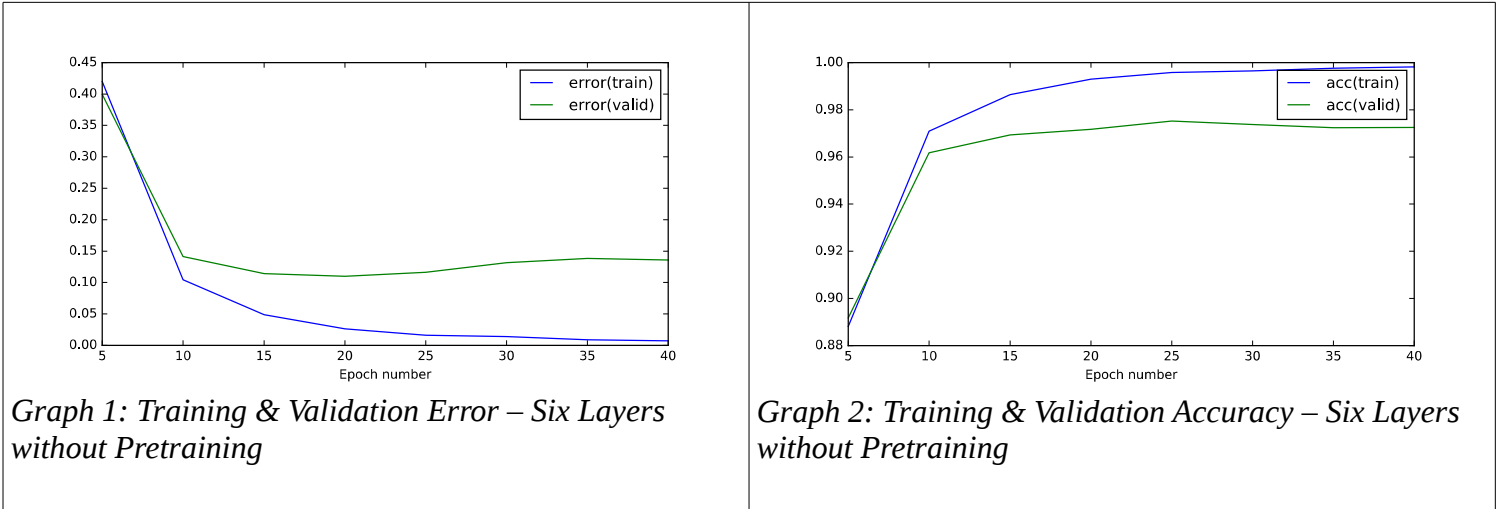 0.45
0.40
0.35
0.30
0.25
0.20
0.15
0.10
0.05
0.00
5 10 15 20 25 30 35 40
Epoch number
error(train)
error(valid)
Graph 1: Training & Validation Error – Six Layers
without Pretraining
1.00
0.98
0.96
0.94
0.92
0.90
0.88
5 10 15 20 25 30 35 40
Epoch number
acc(train)
acc(valid)
Graph 2: Training & Validation Accuracy – Six Layers
without Pretraining